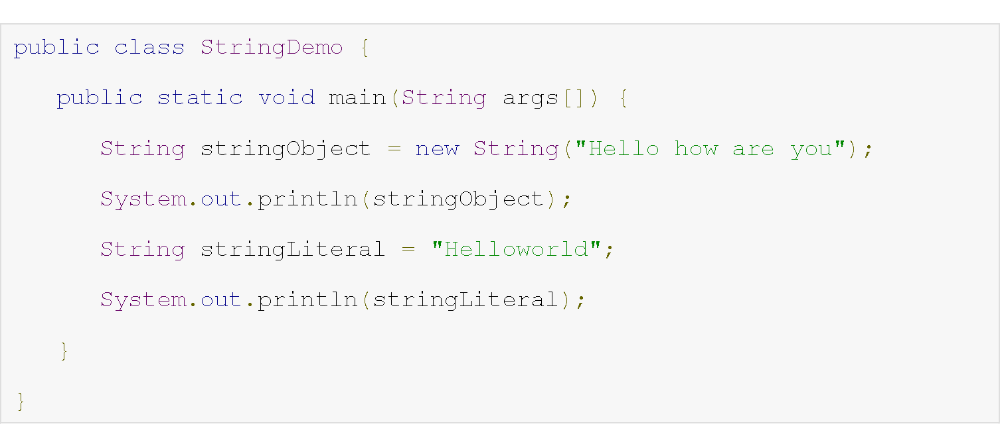 public class StringDemo {
public static void main(String args[]) {
String stringObject = new String("Hello how are you");
System.out.println(stringObject);
String stringLiteral = "Helloworld";
System.out.println(stringLiteral);
}
}